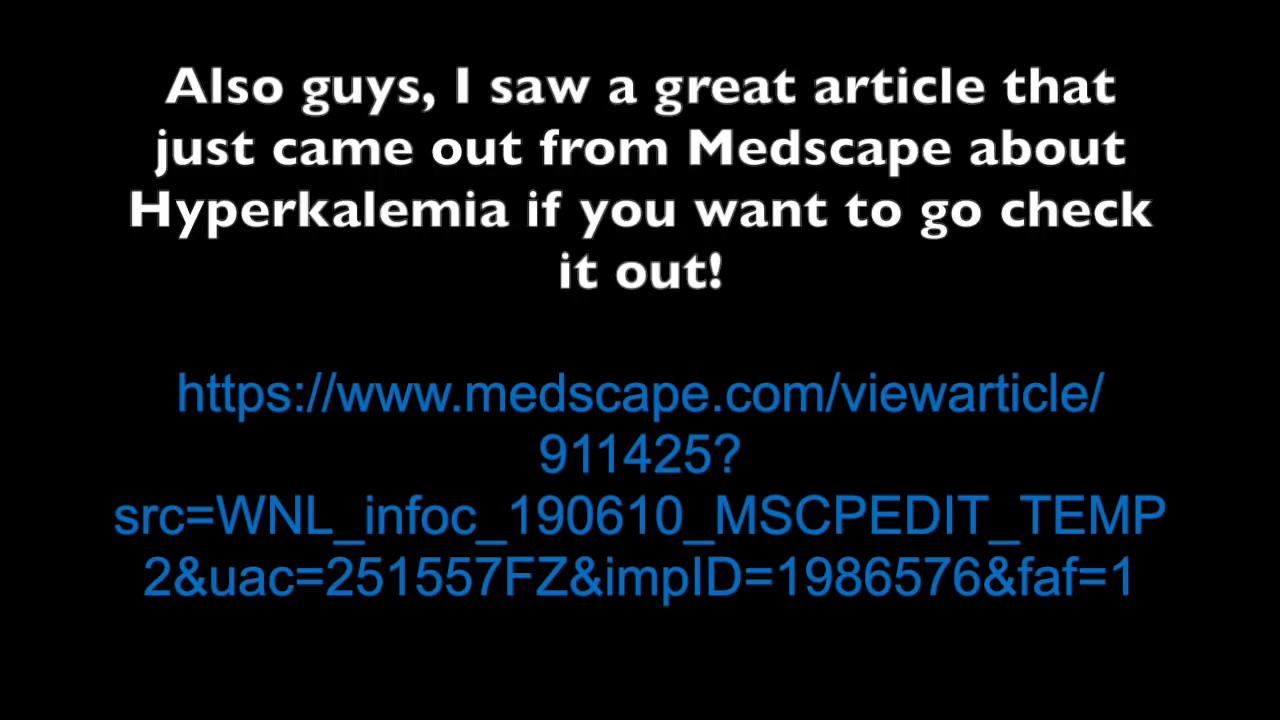 Also guys, I saw a great article that
just came out from Medscape about
Hyperkalemia if you want to go check
it out!
https://www.medscape.com/viewarticle/
911425?
src=WNL_infoc_190610_MSCPEDIT_TEMP
2&uac=251557FZ&impID=1986576&faf=1